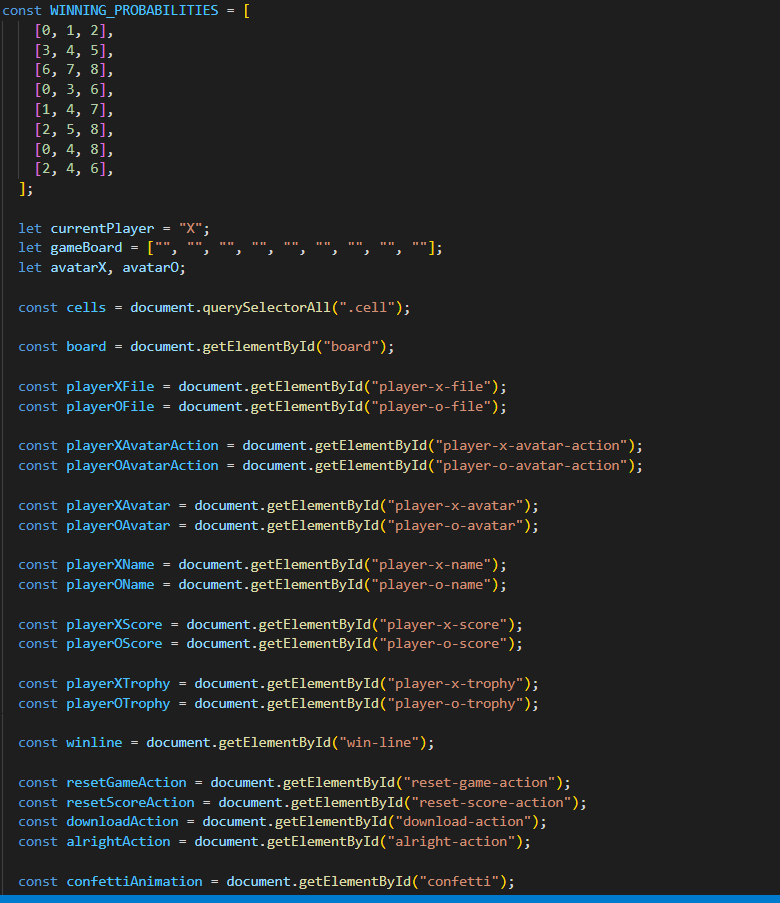 const WINNING_PROBABILITIES = [
[0, 1, 2],
[3, 4, 5],
[6, 7, 8],
[0, 3, 6],
[1, 4, 7],
[2, 5, 8],
[0, 4, 8],
[2, 4, 6],
];
let currentPlayer = "X";
let gameBoard = ["", "", "", "", "", "", "", "", ""];
let avatarX, avatarO;
const cells = document.querySelectorAll(".cell");
const board = document.getElementById("board");
const playerXFile = document.getElementById("player-x-file");
const playerOFile = document.getElementById("player-o-file");
const playerXAvatarAction = document.getElementById("player-x-avatar-action");
const playerOAvatarAction = document.getElementById("player-o-avatar-action");
const playerXAvatar = document.getElementById("player-x-avatar");
const playerOAvatar = document.getElementById("player-o-avatar");
const playerXName = document.getElementById("player-x-name");
const playerOName = document.getElementById("player-o-name");
const playerXScore = document.getElementById("player-x-score");
const playerOScore = document.getElementById("player-o-score");
const playerXTrophy = document.getElementById("player-x-trophy");
const playerOTrophy = document.getElementById("player-o-trophy");
const winline = document.getElementById("win-line");
const resetGameAction = document.getElementById("reset-game-action");
const resetScoreAction = document.getElementById("reset-score-action");
const downloadAction = document.getElementById("download-action");
const alrightAction = document.getElementById("alright-action");
const confettiAnimation = document.getElementById("confetti");